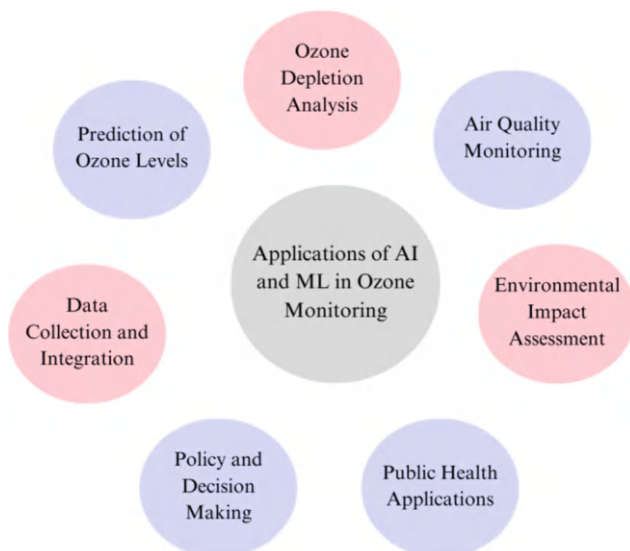 Ozone
Depletion
Analysis
Prediction of
Ozone Levels
Air Quality
Monitoring
Applications of AI
and ML in Ozone
Monitoring
Data
Collection and
Integration
Environmental
Impact
Assessment
Policy and
Decision
Making
Public Health
Applications